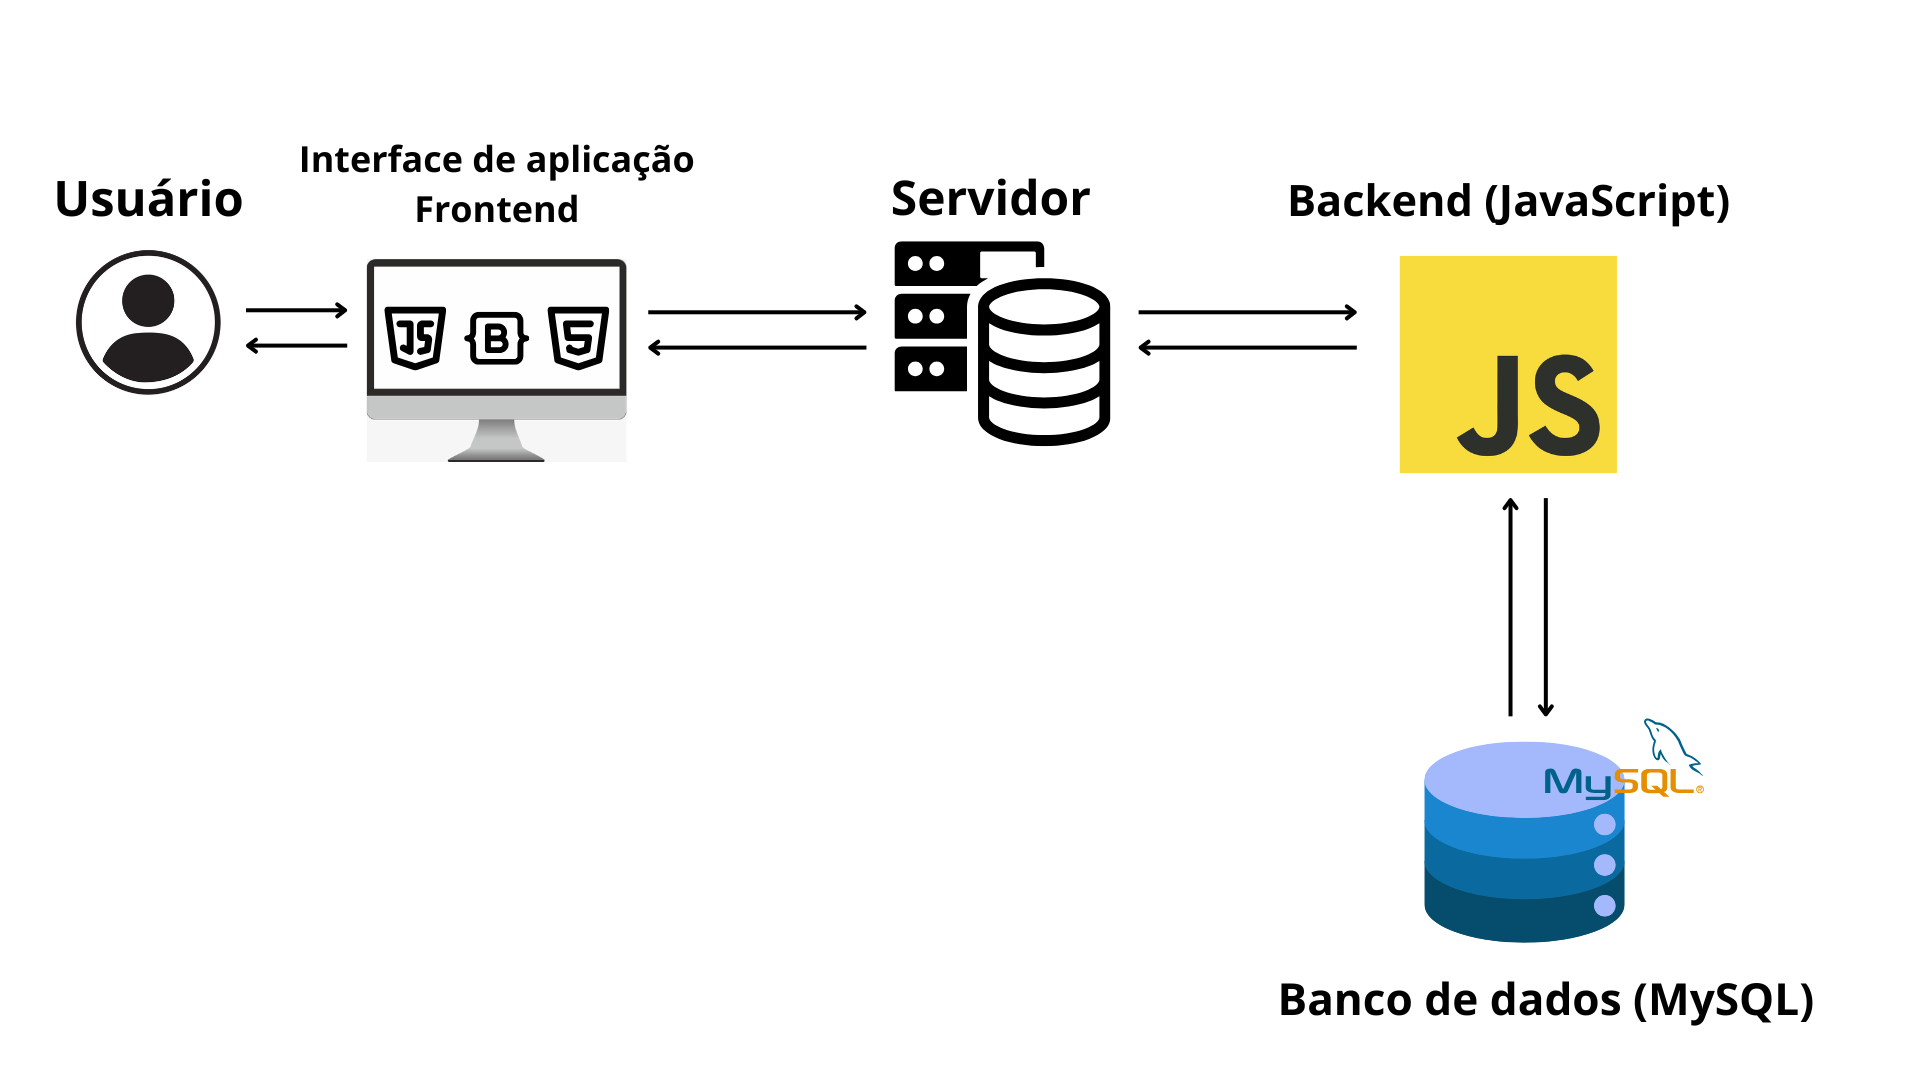 Usuário
Interface de aplicação
Frontend
Servidor
Backend (JavaScript)
JS
B
5
JS
MySQL®
Banco de dados (MySQL)